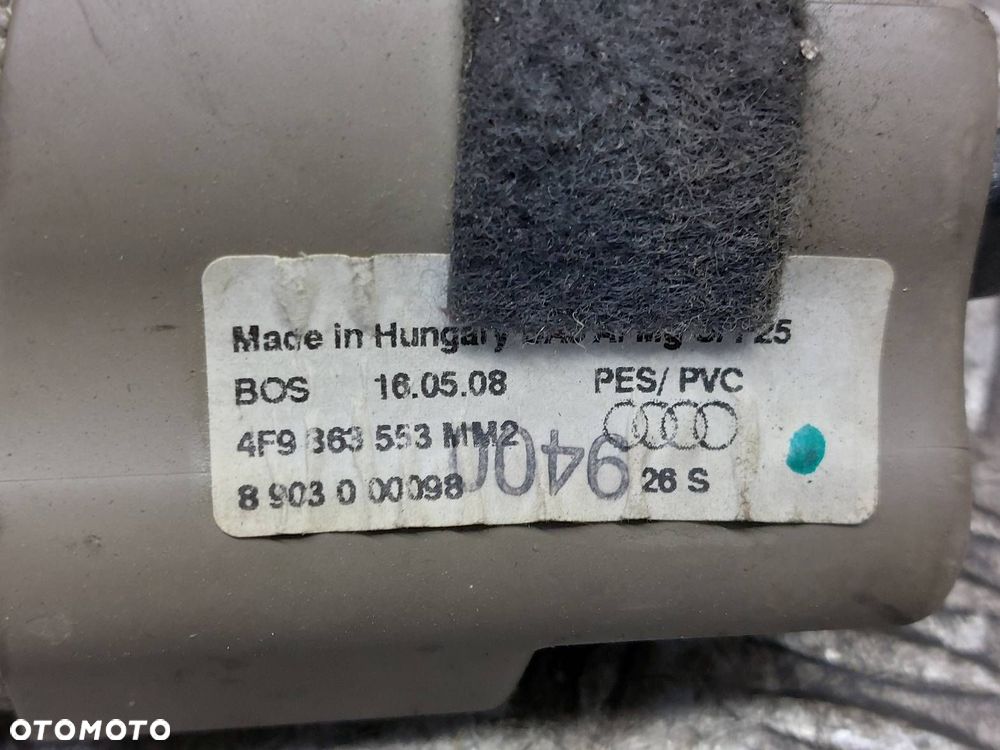 Made in Hungary 25
BOS 16.05.08 PES/ PVC
4F9 863 553 MM2
8 903 0 00098 26 S
9400
OTOMOTO